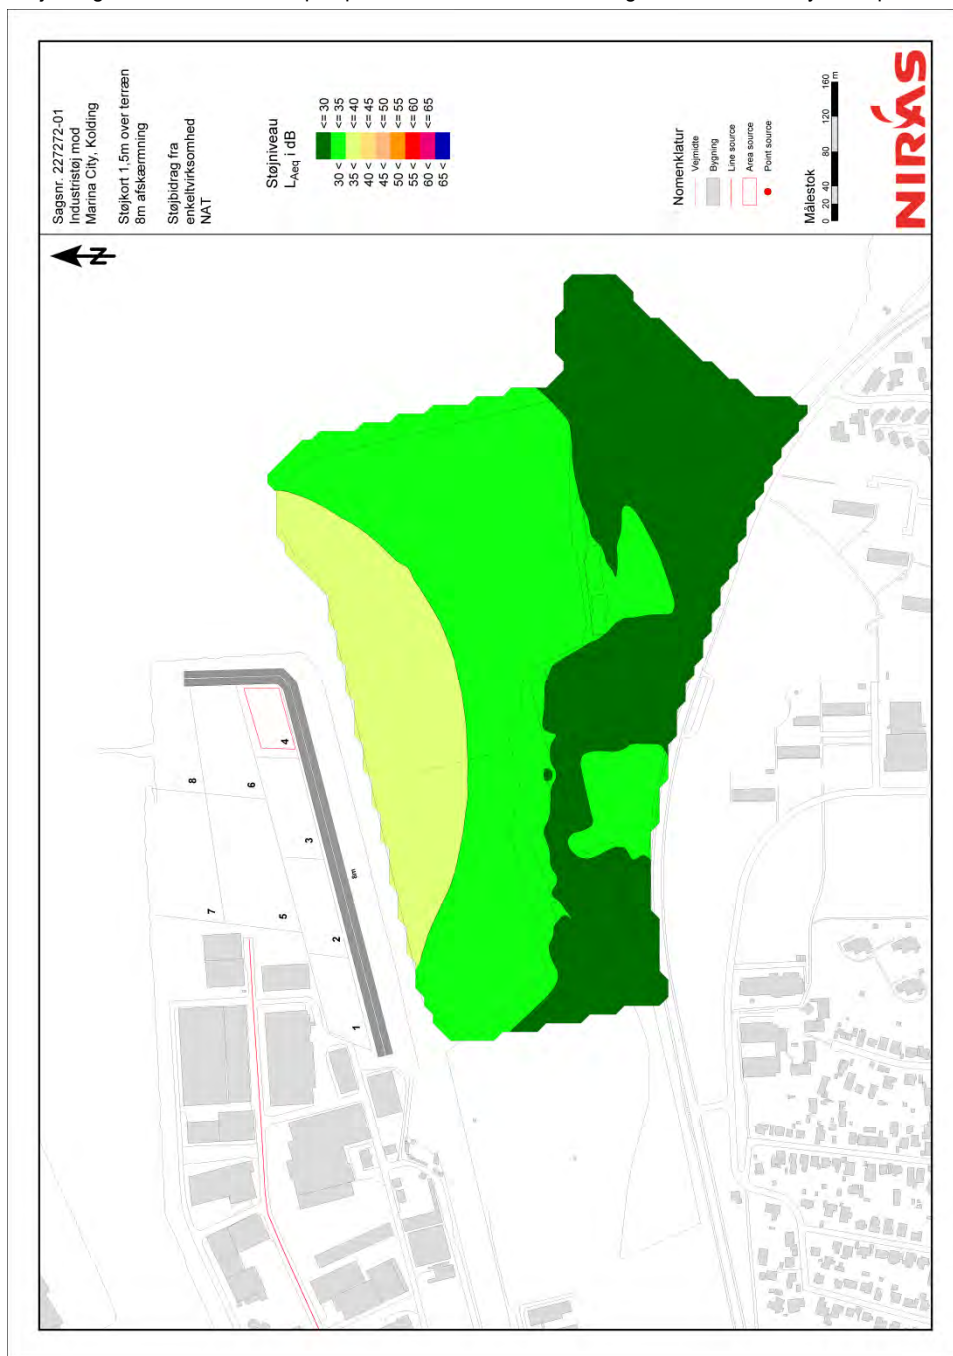 Sagsnr. 227272-01
Industristøj mod
Marina City, Kolding
Støjkort 1,5m over terræn
8m afskærmning
Støjbidrag fra
enkeltvirksomhed
NAT
Støjniveau
LAeq i dB
<= 30
30 < <= 35
35 < <= 40
40 < <= 45
45 < <= 50
50 < <= 55
55 < <= 60
60 < <= 65
65 <
Nomenklatur
Vejmidte
Bygning
Line source
Area source
Point source
Målestok
0 20 40 80 120 160
m
NIRAS
N
8
7
6
5
4
3
2
1
8m